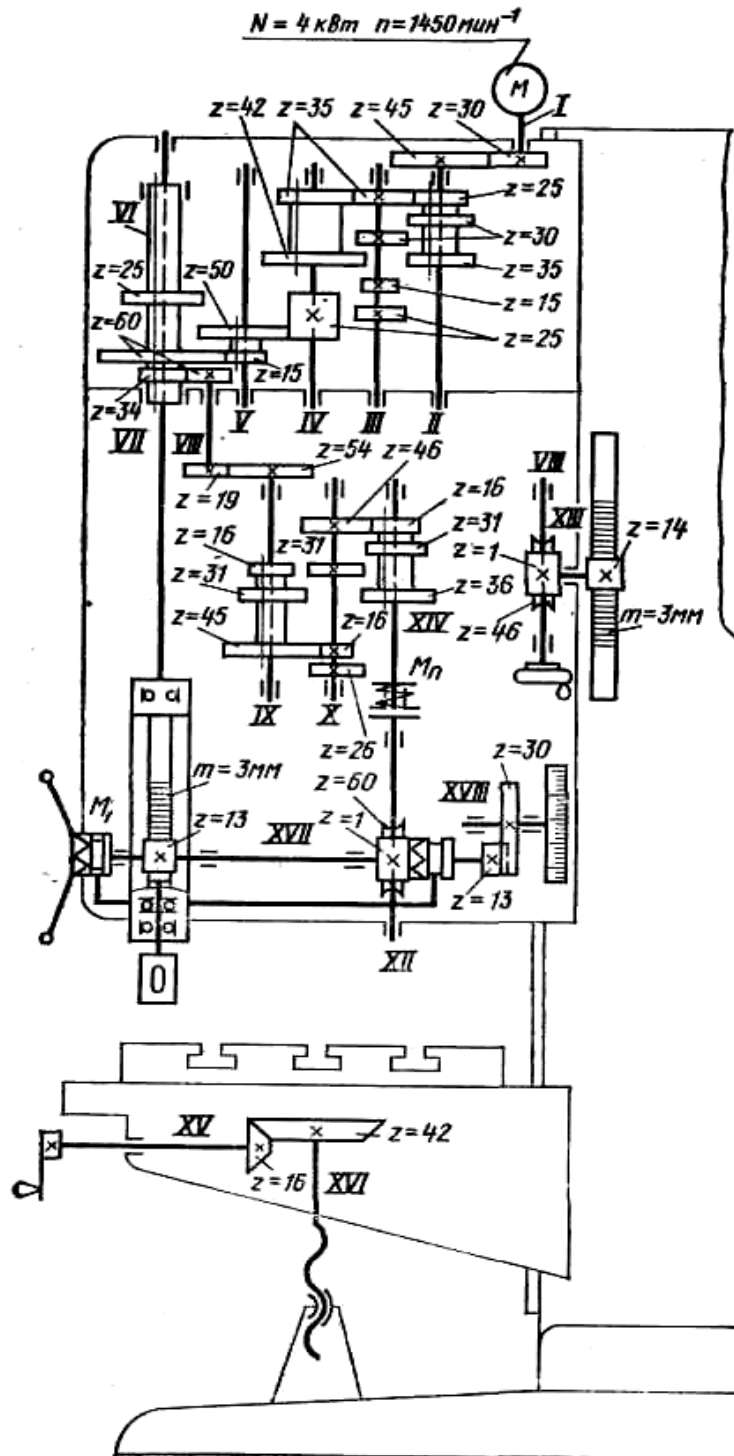 N = 4 кВт n = 1450 мин⁻¹
M
I
z=42 z=35 z=45 z=30
VI
z=25
z=30
z=25 z=50
z=35
z=60
z=15
z=25
z=15
z=34
VII VIII V IV III II
z=54 z=46
z=19
z=16
VIII
z=16
z=31
z=31
XIII
z=14
z=1
z=31
z=36
z=45
XIV
z=46
z=16
m=3мм
Mп
IX X
z=26
z=30
m=3мм
z=60
XVIII
M₁
z=13
XVII
z=1
z=13
XII
XV
z=42
z=16
XVI